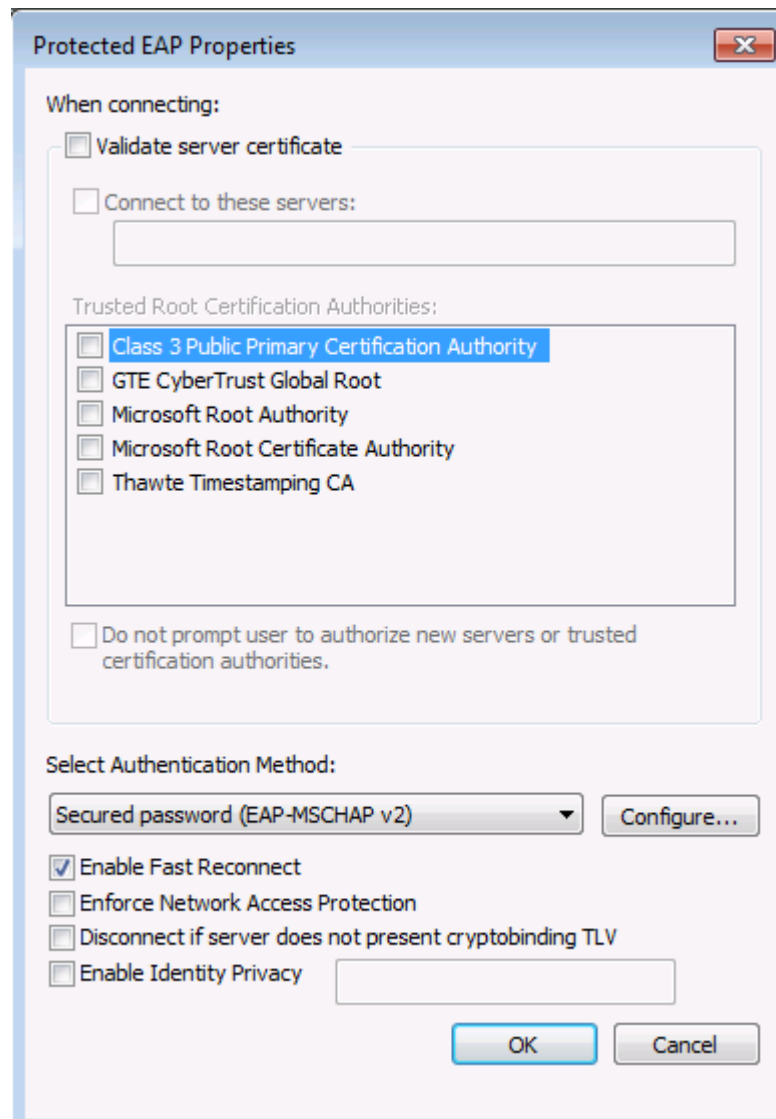 Protected EAP Properties
When connecting:
Validate server certificate
Connect to these servers:
Trusted Root Certification Authorities:
Class 3 Public Primary Certification Authority
GTE CyberTrust Global Root
Microsoft Root Authority
Microsoft Root Certificate Authority
Thawte Timestamping CA
Do not prompt user to authorize new servers or trusted
certification authorities.
Select Authentication Method:
Secured password (EAP-MSCHAP v2)
Configure...
Enable Fast Reconnect
Enforce Network Access Protection
Disconnect if server does not present cryptobinding TLV
Enable Identity Privacy
OK
Cancel